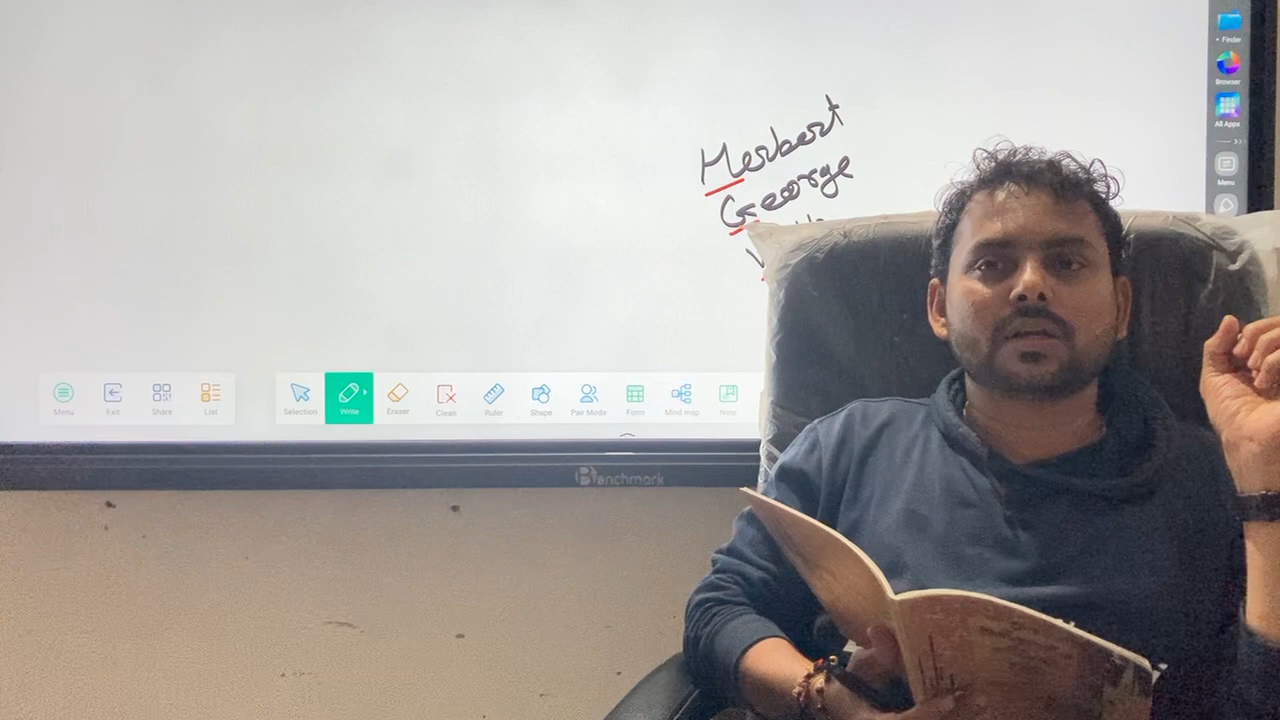 Herbert
George
Finder
Browser
All Apps
Menu
Menu
Exit
Share
List
Selection
Write
Eraser
Clean
Ruler
Shape
Pair Mode
Form
Mind map
Note
Benchmark